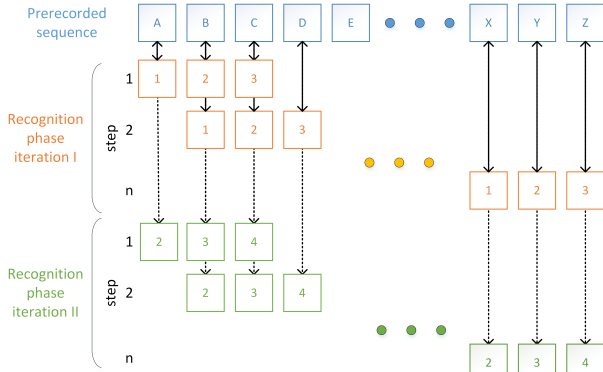 Prerecorded
sequence
A B C D E X Y Z
Recognition
phase
iteration I
step
1 1 2 3
2 1 2 3
n 1 2 3
Recognition
phase
iteration II
step
1 2 3 4
2 2 3 4
n 2 3 4